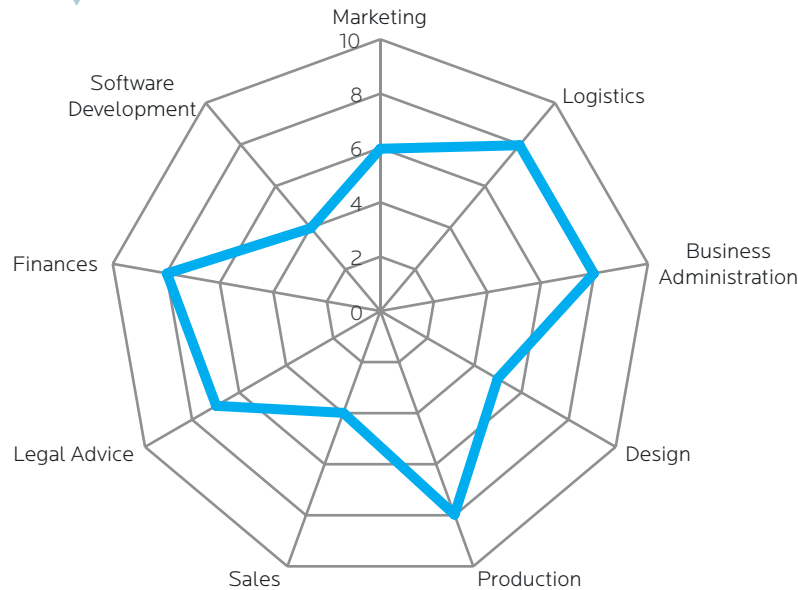 Marketing
10
Software
Development
8
Logistics
6
4
Finances
Business
Administration
2
0
Legal Advice
Design
Sales
Production